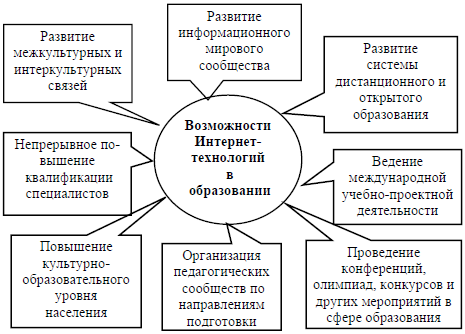 Развитие
межкультурных и
интеркультурных
связей
Развитие
информационного
мирового
сообщества
Развитие
системы
дистанционного и
открытого
образования
Возможности
Интернет-
технологий
в
образовании
Непрерывное по-
вышение
квалификации
специалистов
Ведение
международной
учебно-проектной
деятельности
Повышение
культурно-
образовательного
уровня
населения
Организация
педагогических
сообществ по
направлениям
подготовки
Проведение
конференций,
олимпиад, конкурсов и
других мероприятий в
сфере образования